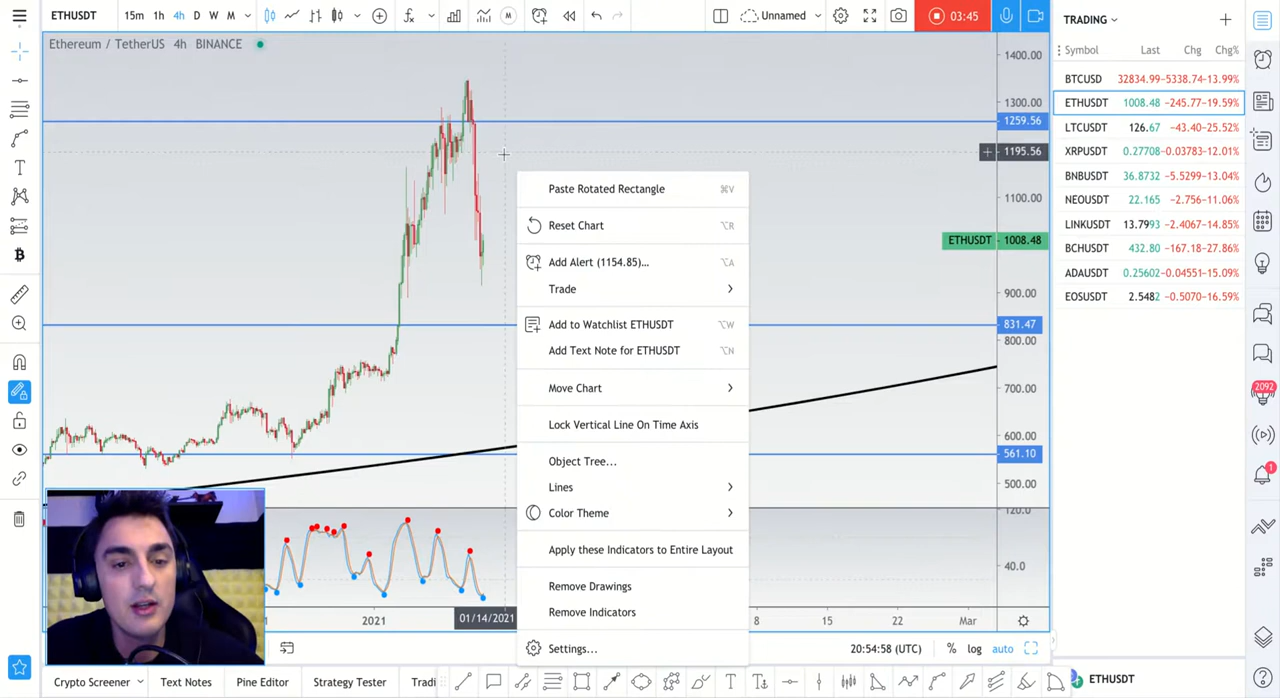 ETHUSDT 15m 1h 4h D W M M Unnamed 03:45
TRADING
Ethereum / TetherUS 4h BINANCE
Symbol Last Chg Chg%
BTCUSD 32834.99 -5338.74 -13.99%
ETHUSDT 1008.48 -245.77 -19.59%
LTCUSDT 126.67 -43.40 -25.52%
XRPUSDT 0.27708 -0.03783 -12.01%
BNBUSDT 36.8732 -5.5299 -13.04%
NEOUSDT 22.165 -2.756 -11.06%
LINKUSDT 13.7993 -2.4067 -14.85%
BCHUSDT 432.80 -167.18 -27.86%
ADAUSDT 0.25602 -0.04551 -15.09%
EOSUSDT 2.5482 -0.5070 -16.59%
1400.00
1300.00
1259.56
1195.56
1100.00
ETHUSDT 1008.48
900.00
831.47
800.00
700.00
600.00
561.10
500.00
120.0
40.0
Paste Rotated Rectangle ⌘V
Reset Chart ⌥R
Add Alert (1154.85)... ⌥A
Trade
Add to Watchlist ETHUSDT ⌥W
Add Text Note for ETHUSDT ⌥N
Move Chart
Lock Vertical Line On Time Axis
Object Tree...
Lines
Color Theme
Apply these Indicators to Entire Layout
Remove Drawings
Remove Indicators
Settings...
2092
1
2021 01/14/2021 8 15 22 Mar
20:54:58 (UTC) % log auto
Crypto Screener Text Notes Pine Editor Strategy Tester Tradi
ETHUSDT